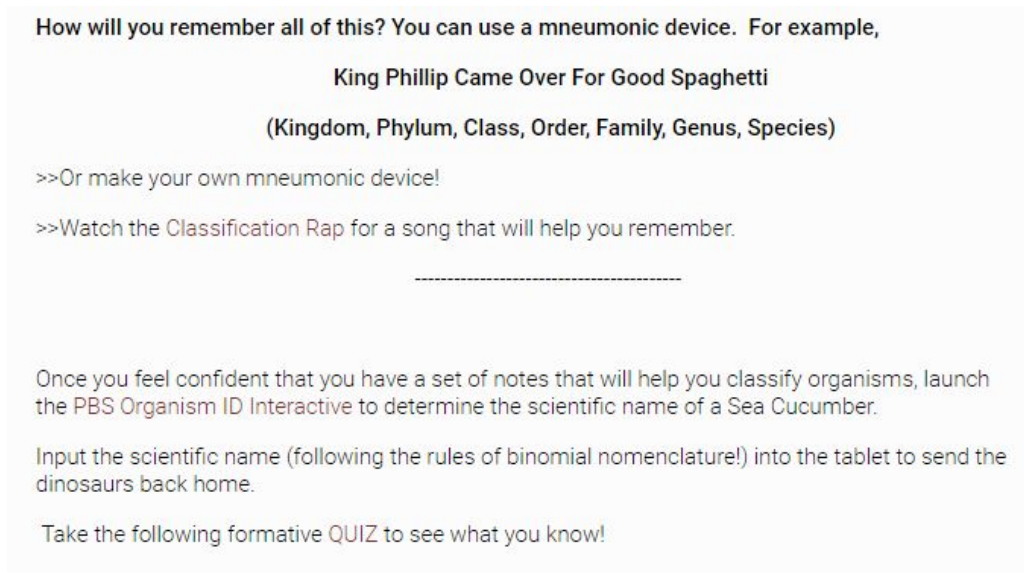 How will you remember all of this? You can use a mneumonic device.  For example,
King Phillip Came Over For Good Spaghetti
(Kingdom, Phylum, Class, Order, Family, Genus, Species)
>>Or make your own mneumonic device!
>>Watch the Classification Rap for a song that will help you remember.
-----------------------------------------
Once you feel confident that you have a set of notes that will help you classify organisms, launch
the PBS Organism ID Interactive to determine the scientific name of a Sea Cucumber.
Input the scientific name (following the rules of binomial nomenclature!) into the tablet to send the
dinosaurs back home.
Take the following formative QUIZ to see what you know!